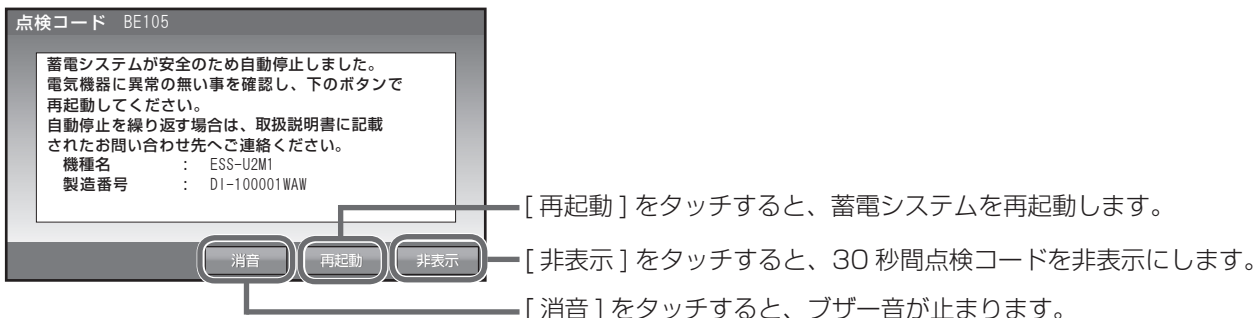 点検コード BE105
蓄電システムが安全のため自動停止しました。
電気機器に異常の無い事を確認し、下のボタンで
再起動してください。
自動停止を繰り返す場合は、取扱説明書に記載
されたお問い合わせ先へご連絡ください。
機種名 : ESS-U2M1
製造番号 : DI-100001WAW
消音 再起動 非表示
[ 再起動 ] をタッチすると、蓄電システムを再起動します。
[ 非表示 ] をタッチすると、30 秒間点検コードを非表示にします。
[ 消音 ] をタッチすると、ブザー音が止まります。